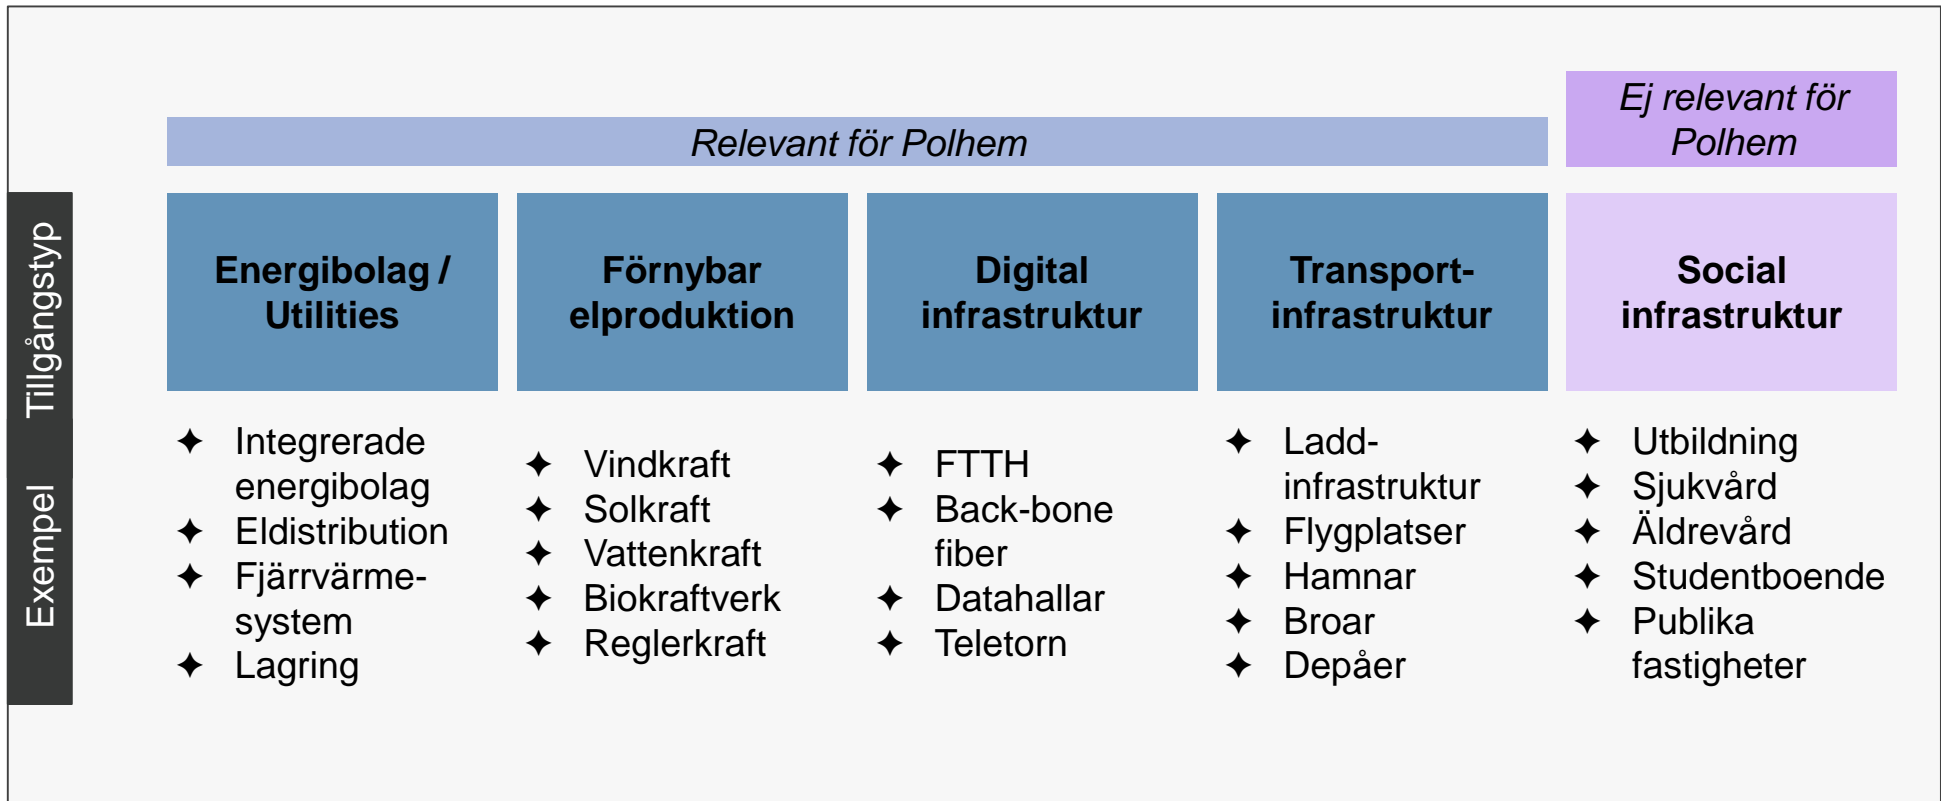 Ej relevant för
Polhem
Relevant för Polhem
Tillgångstyp
Energibolag /
Utilities
Förnybar
elproduktion
Digital
infrastruktur
Transport-
infrastruktur
Social
infrastruktur
Exempel
Integrerade
energibolag
Eldistribution
Fjärrvärme-
system
Lagring
Vindkraft
Solkraft
Vattenkraft
Biokraftverk
Reglerkraft
FTTH
Back-bone
fiber
Datahallar
Teletorn
Ladd-
infrastruktur
Flygplatser
Hamnar
Broar
Depåer
Utbildning
Sjukvård
Äldrevård
Studentboende
Publika
fastigheter